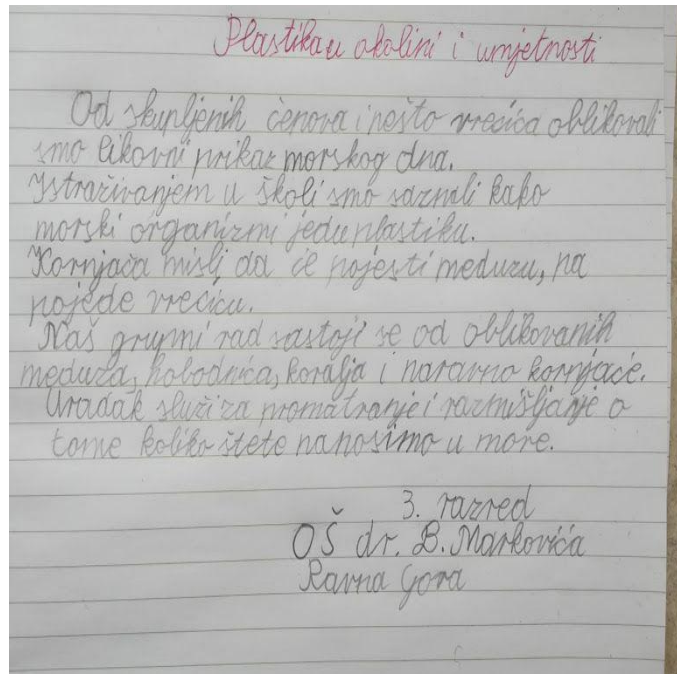 Plastika u okolini i umjetnosti
Od skupljenih čenova i nešto vrećica oblikovali
smo likovni prikaz morskog dna.
Istraživanjem u školi smo saznali kako
morski organizmi jedu plastiku.
Kornjača misli da će pojesti meduzu, pa
pojede vrećicu.
Naš grupni rad sastoji se od oblikovanih
meduza, hobodnica, koralja i naravno kornjače.
Uradak služi za promatranje i razmišljanje o
tome koliko štete nanosimo u more.
3. razred
OŠ dr. B. Markovića
Ravna Gora